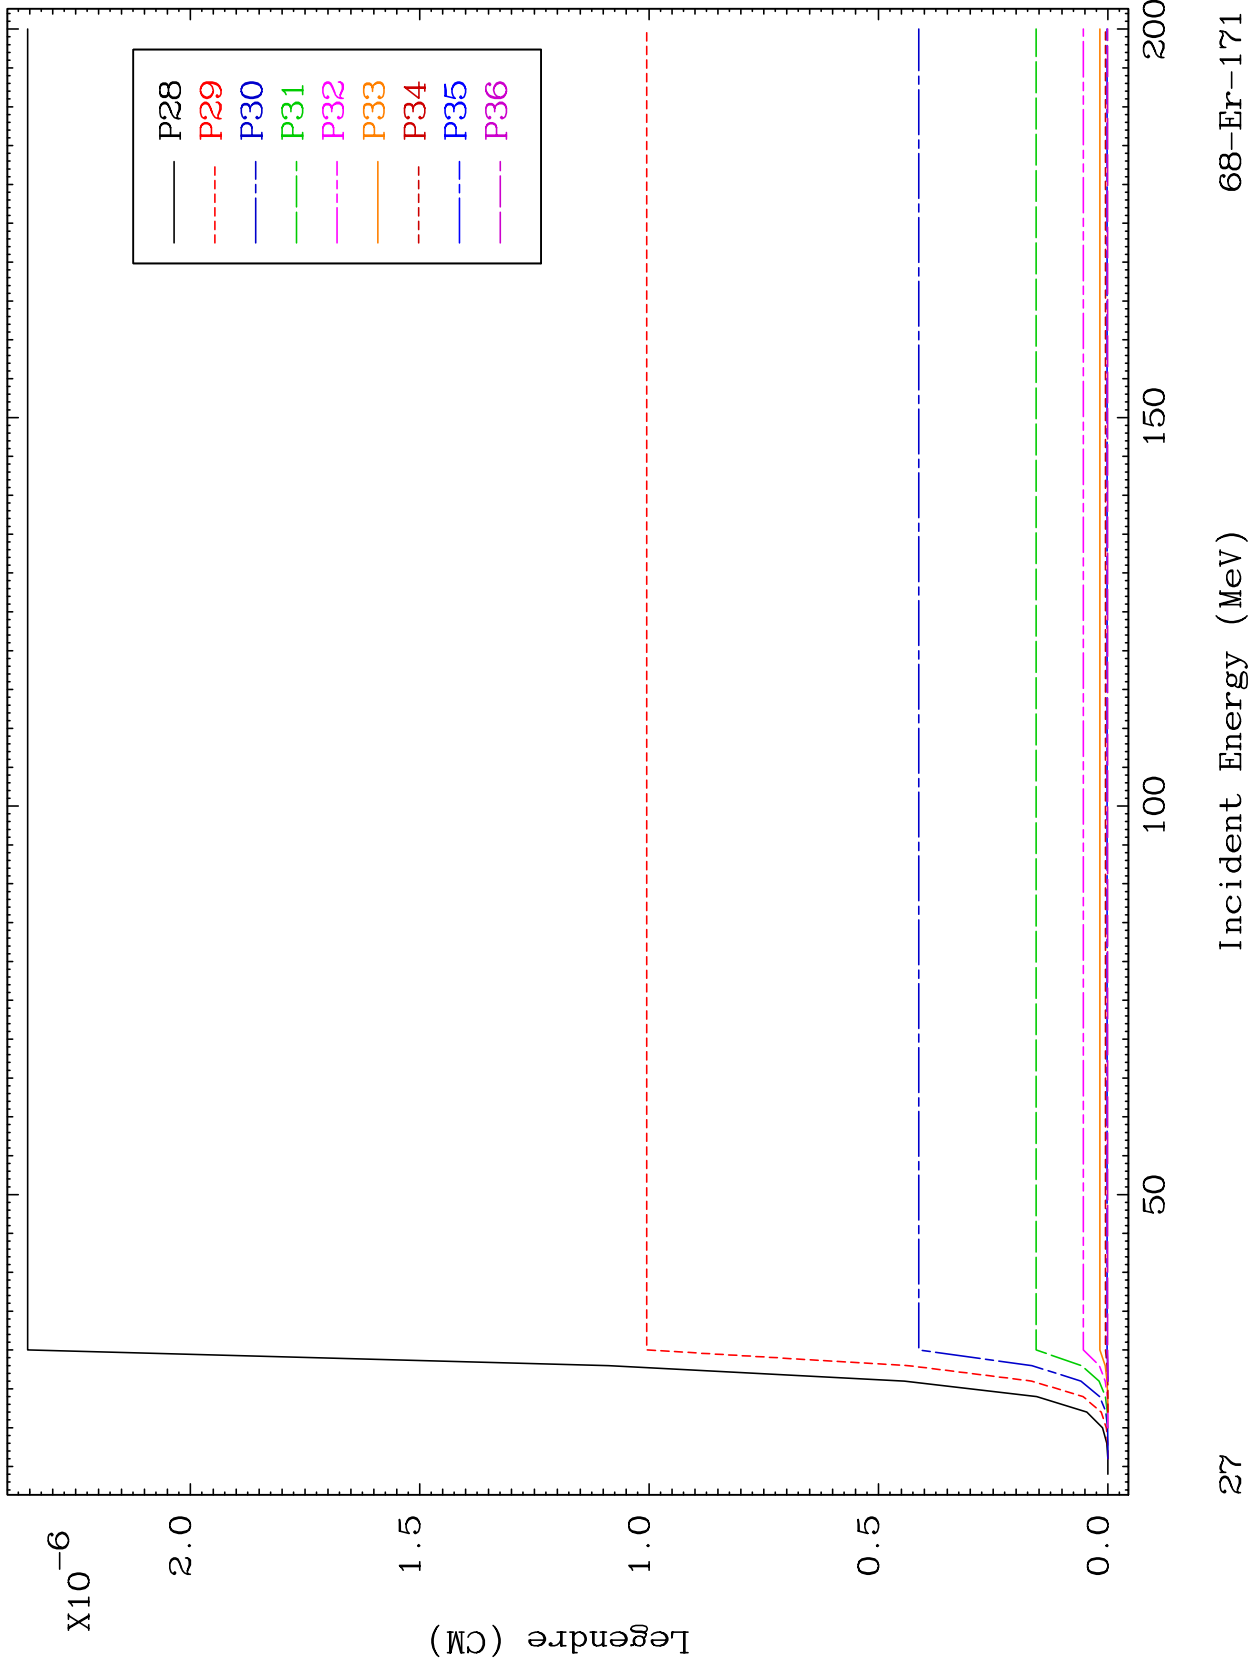 X10-6
2.0
1.5
1.0
0.5
0.0
Legendre (CM)
P28
P29
P30
P31
P32
P33
P34
P35
P36
50
100
150
200
27
Incident Energy (MeV)
68-Er-171